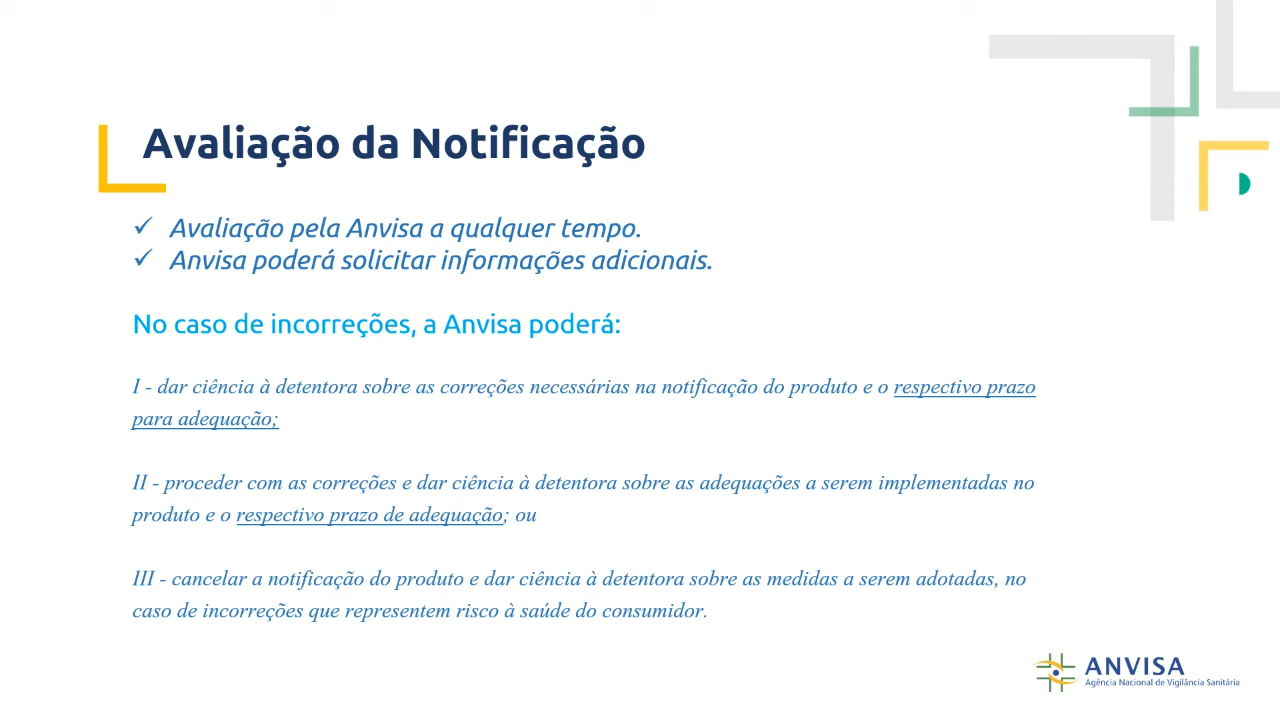 Avaliação da Notificação
✓ Avaliação pela Anvisa a qualquer tempo.
✓ Anvisa poderá solicitar informações adicionais.
No caso de incorreções, a Anvisa poderá:
I - dar ciência à detentora sobre as correções necessárias na notificação do produto e o respectivo prazo
para adequação;
II - proceder com as correções e dar ciência à detentora sobre as adequações a serem implementadas no
produto e o respectivo prazo de adequação; ou
III - cancelar a notificação do produto e dar ciência à detentora sobre as medidas a serem adotadas, no
caso de incorreções que representem risco à saúde do consumidor.
ANVISA
Agência Nacional de Vigilância Sanitária